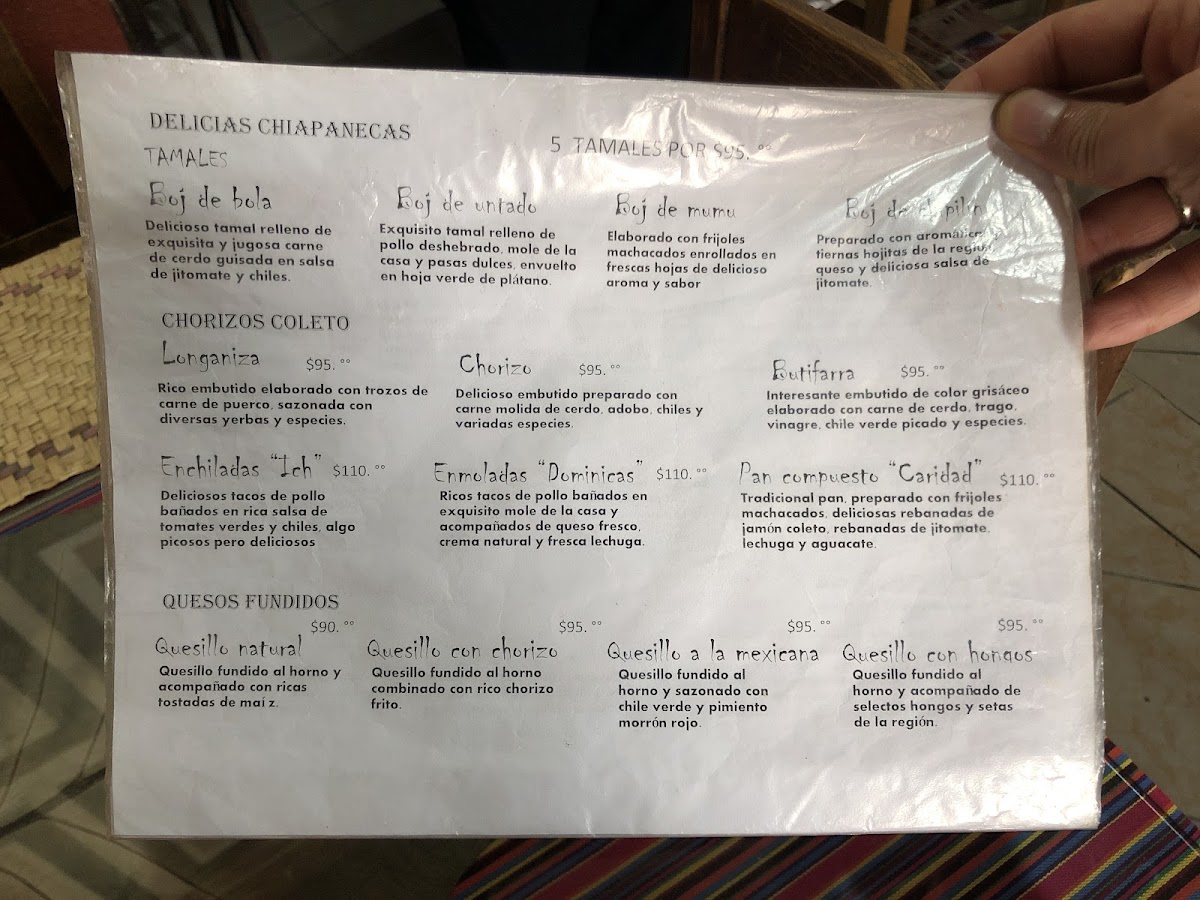 DELICIAS CHIAPANECAS
TAMALES
5 TAMALES POR $95.°°
Boj de bola
Delicioso tamal relleno de
exquisita y jugosa carne
de cerdo guisada en salsa
de jitomate y chiles.
Boj de untado
Exquisito tamal relleno de
pollo deshebrado, mole de la
casa y pasas dulces, envuelto
en hoja verde de plátano.
Boj de mumu
Elaborado con frijoles
machacados enrollados en
frescas hojas de delicioso
aroma y sabor
Boj de
Preparado con
tiernas hojitas de la región,
queso y deliciosa salsa de
jitomate.
CHORIZOS COLETO
Longaniza $95.°°
Rico embutido elaborado con trozos de
carne de puerco, sazonada con
diversas yerbas y especies.
Chorizo $95.°°
Delicioso embutido preparado con
carne molida de cerdo, adobo, chiles y
variadas especies.
Butifarra $95.°°
Interesante embutido de color grisáceo
elaborado con carne de cerdo, trago,
vinagre, chile verde picado y especies.
Enchiladas "Ich" $110.°°
Deliciosos tacos de pollo
bañados en rica salsa de
tomates verdes y chiles, algo
picosos pero deliciosos
Enmoladas "Dominicas" $110.°°
Ricos tacos de pollo bañados en
exquisito mole de la casa y
acompañados de queso fresco,
crema natural y fresca lechuga.
Pan compuesto "Caridad" $110.°°
Tradicional pan, preparado con frijoles
machacados, deliciosas rebanadas de
jamón coleto, rebanadas de jitomate,
lechuga y aguacate.
QUESOS FUNDIDOS
$90.°°
Quesillo natural
Quesillo fundido al horno y
acompañado con ricas
tostadas de maí z.
$95.°°
Quesillo con chorizo
Quesillo fundido al horno
combinado con rico chorizo
frito.
$95.°°
Quesillo a la mexicana
Quesillo fundido al
horno y sazonado con
chile verde y pimiento
morrón rojo.
$95.°°
Quesillo con hongos
Quesillo fundido al
horno y acompañado de
selectos hongos y setas
de la región.